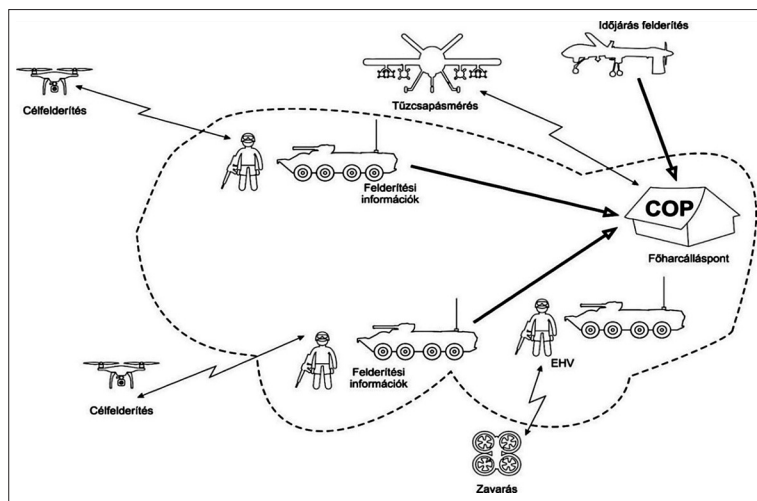 Időjárás felderítés
Célfelderítés
Tűzcsapásmérés
Felderítési
információk
COP
Főharcálláspont
Felderítési
információk
EHV
Célfelderítés
Zavarás